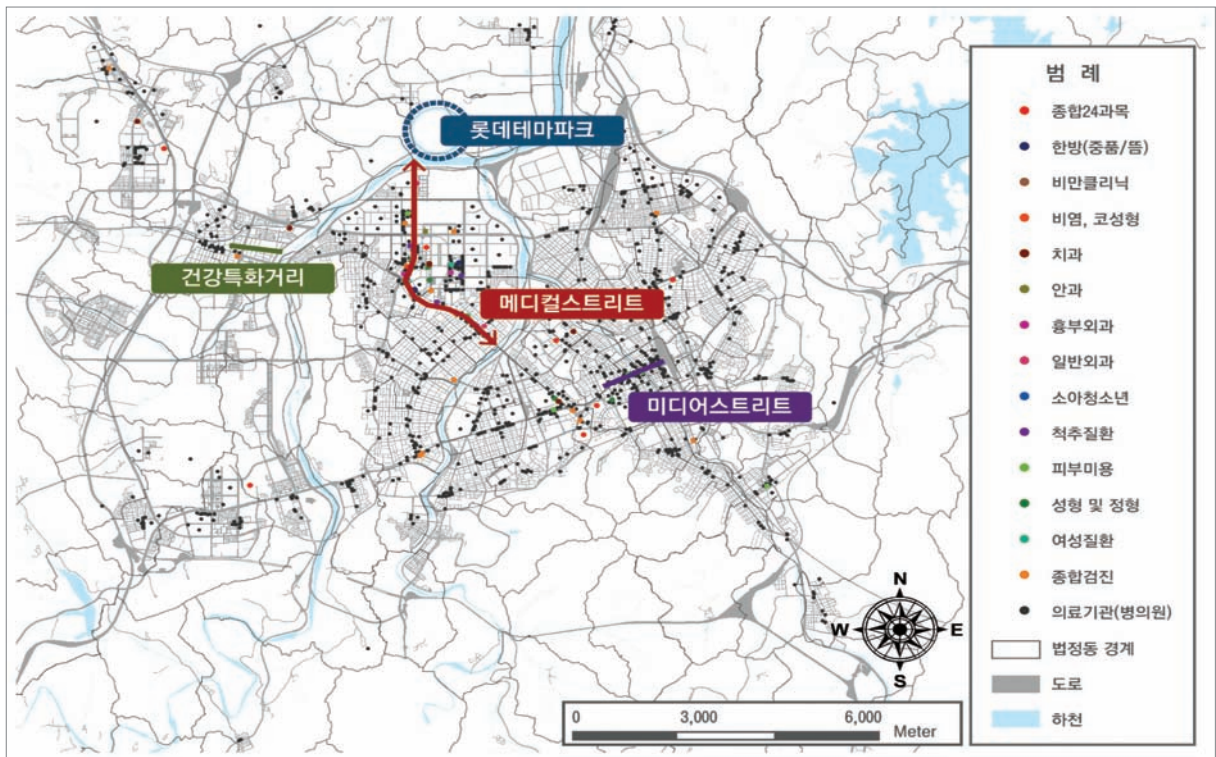 롯데테마파크
건강특화거리
메디컬스트리트
미디어스트리트
N
W
E
S
0 3,000 6,000
Meter
범 례
종합24과목
한방(중품/뜸)
비만클리닉
비염, 코성형
치과
안과
흉부외과
일반외과
소아청소년
척추질환
피부미용
성형 및 정형
여성질환
종합검진
의료기관(병의원)
법정동 경계
도로
하천